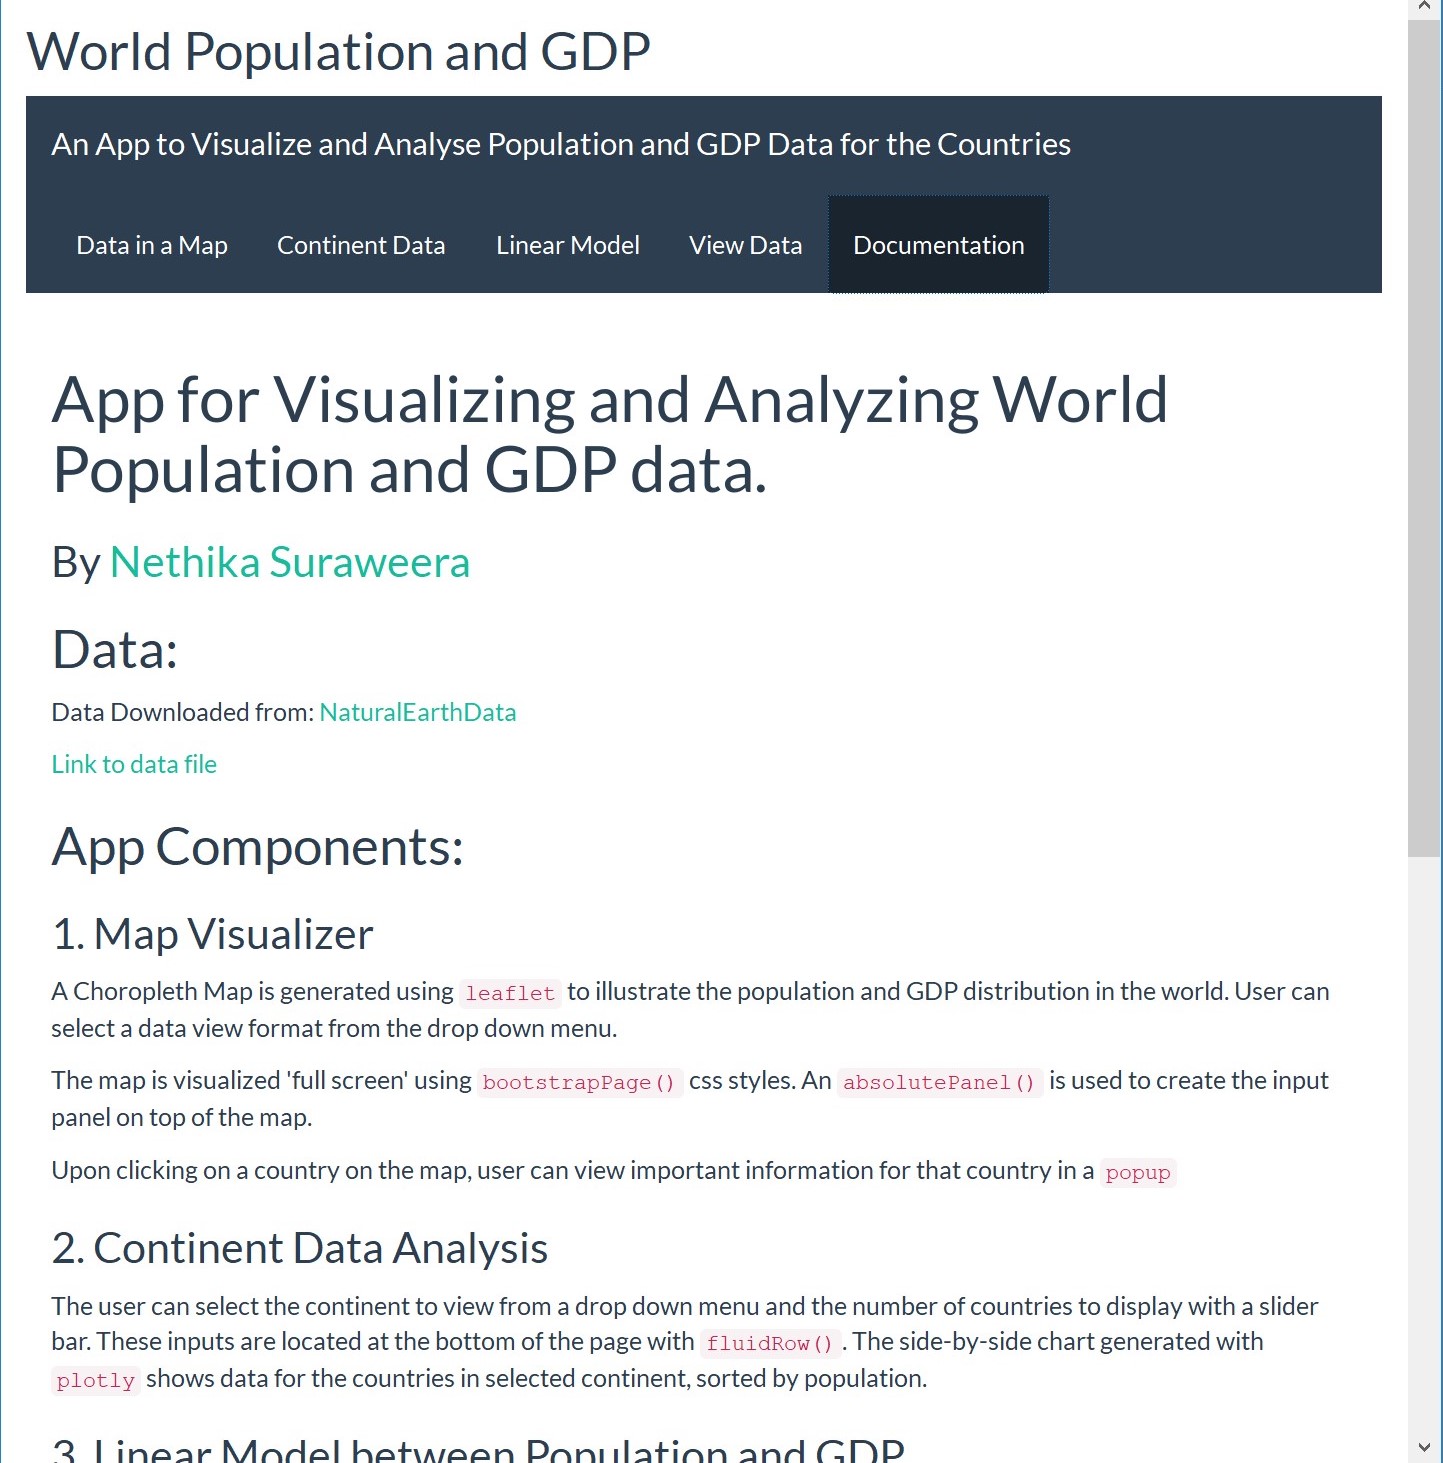 World Population and GDP
An App to Visualize and Analyse Population and GDP Data for the Countries
Data in a Map Continent Data Linear Model View Data Documentation
App for Visualizing and Analyzing World
Population and GDP data.
By Nethika Suraweera
Data:
Data Downloaded from: NaturalEarthData
Link to data file
App Components:
1. Map Visualizer
A Choropleth Map is generated using leaflet to illustrate the population and GDP distribution in the world. User can
select a data view format from the drop down menu.
The map is visualized 'full screen' using bootstrapPage() css styles. An absolutePanel() is used to create the input
panel on top of the map.
Upon clicking on a country on the map, user can view important information for that country in a popup
2. Continent Data Analysis
The user can select the continent to view from a drop down menu and the number of countries to display with a slider
bar. These inputs are located at the bottom of the page with fluidRow(). The side-by-side chart generated with
plotly shows data for the countries in selected continent, sorted by population.
3. Linear Model between Population and GDP